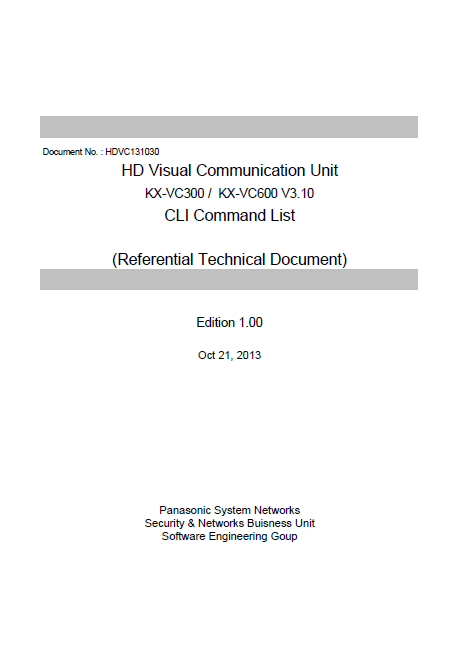 Document No. : HDVC131030
HD Visual Communication Unit
KX-VC300 / KX-VC600 V3.10
CLI Command List
(Referential Technical Document)
Edition 1.00
Oct 21, 2013
Panasonic System Networks
Security & Networks Buisness Unit
Software Engineering Goup